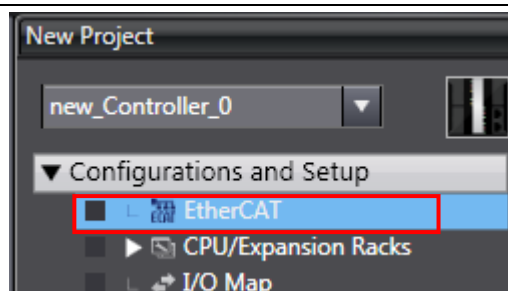 New Project
new_Controller_0
Configurations and Setup
EtherCAT
CPU/Expansion Racks
I/O Map